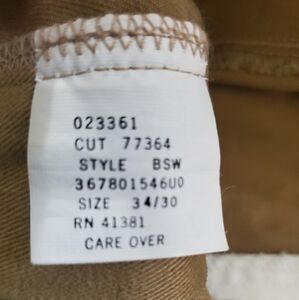 023361
CUT 77364
STYLE BSW
367801546U0
SIZE 34/30
RN 41381
CARE OVER